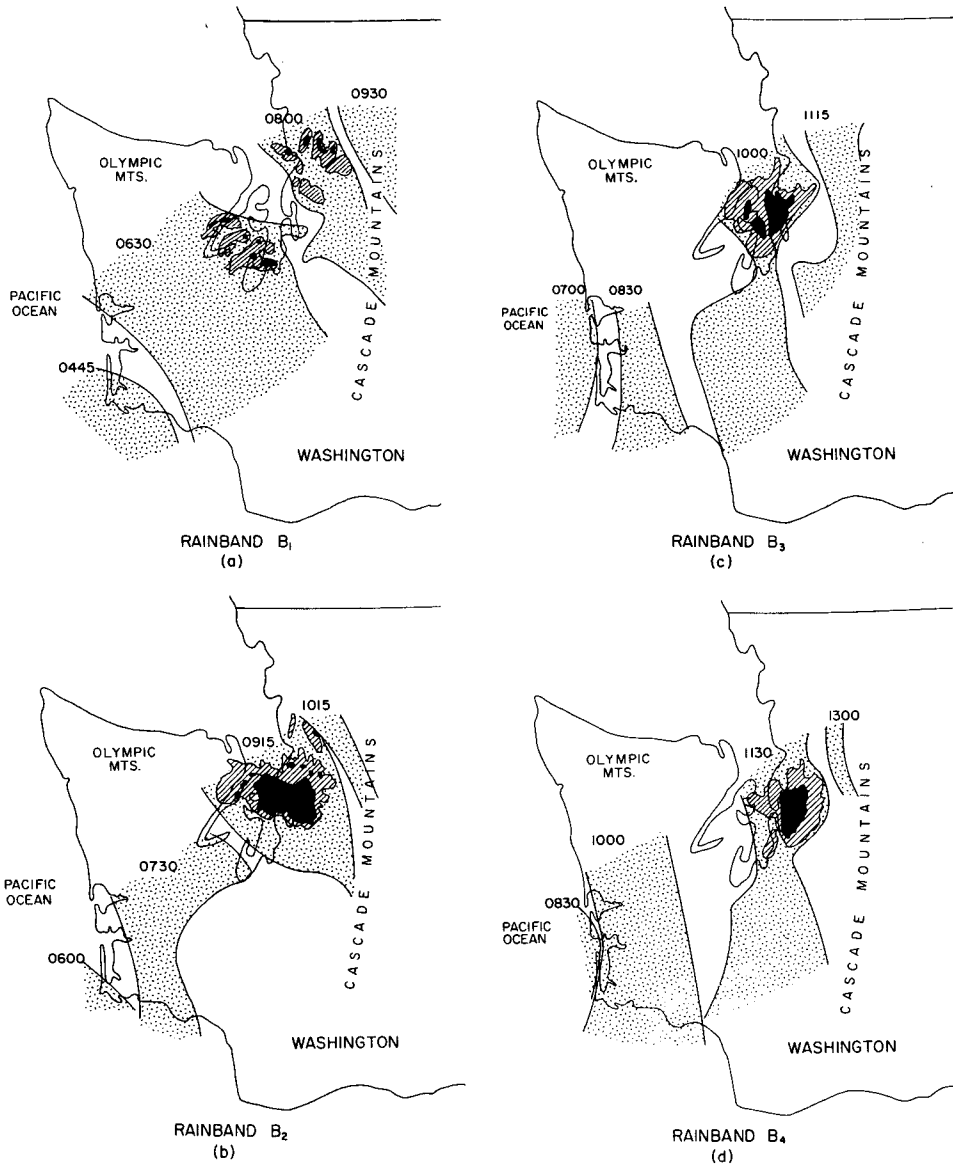 0930
0800
OLYMPIC
MTS.
0630
PACIFIC
OCEAN
0445
CASCADE MOUNTAINS
WASHINGTON
RAINBAND B₁
(a)
1115
1000
OLYMPIC
MTS.
0700 0830
PACIFIC
OCEAN
CASCADE MOUNTAINS
WASHINGTON
RAINBAND B₃
(c)
1015
0915
OLYMPIC
MTS.
0730
PACIFIC
OCEAN
0600
CASCADE MOUNTAINS
WASHINGTON
RAINBAND B₂
(b)
1300
1130
OLYMPIC
MTS.
1000
0830
PACIFIC
OCEAN
CASCADE MOUNTAINS
WASHINGTON
RAINBAND B₄
(d)